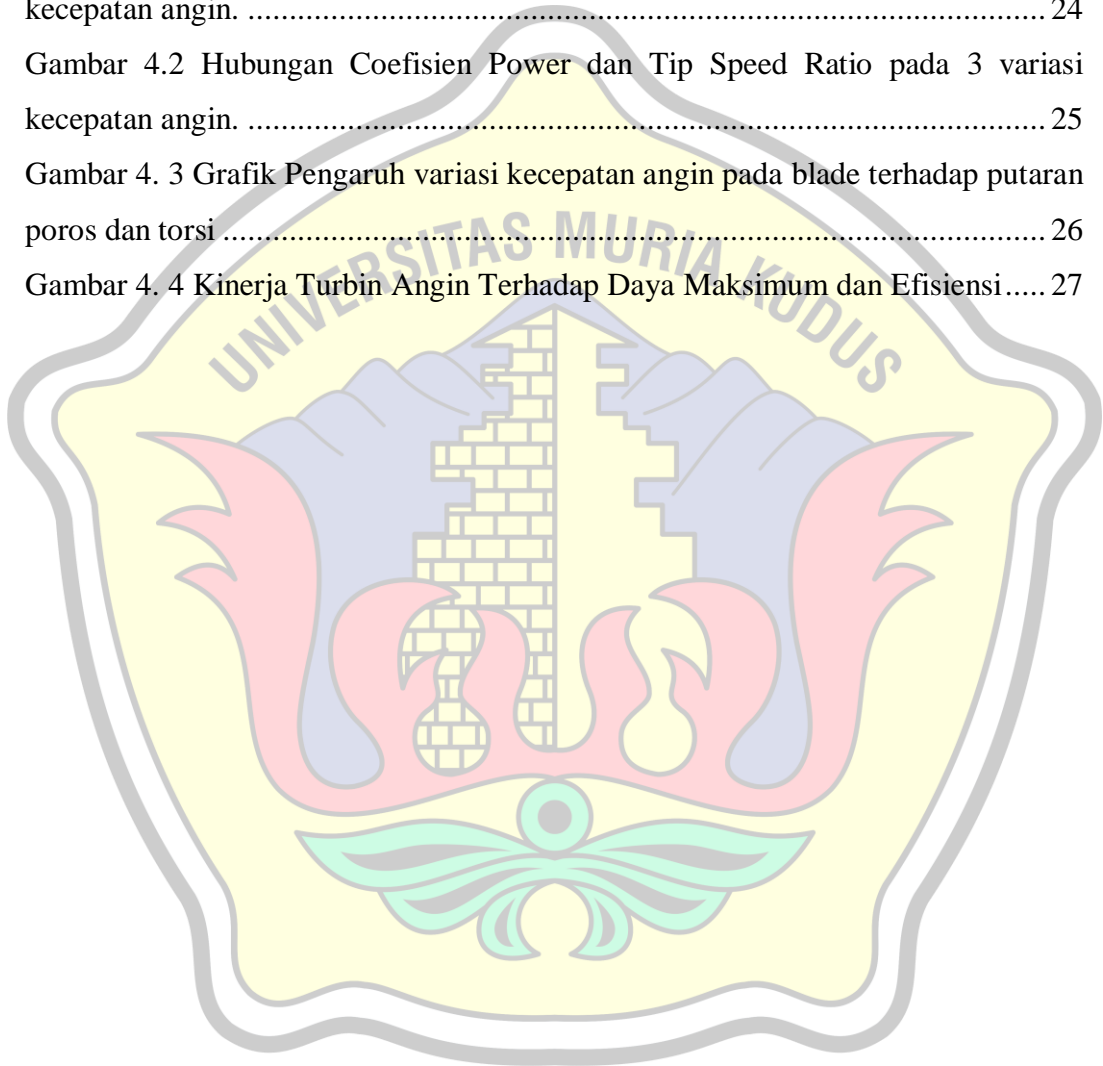 kecepatan angin. ................................................................................................. 24
Gambar 4.2 Hubungan Coefisien Power dan Tip Speed Ratio pada 3 variasi
kecepatan angin. ................................................................................................. 25
Gambar 4. 3 Grafik Pengaruh variasi kecepatan angin pada blade terhadap putaran
poros dan torsi .................................................................................................... 26
Gambar 4. 4 Kinerja Turbin Angin Terhadap Daya Maksimum dan Efisiensi ..... 27
UNIVERSITAS MURIA KUDUS